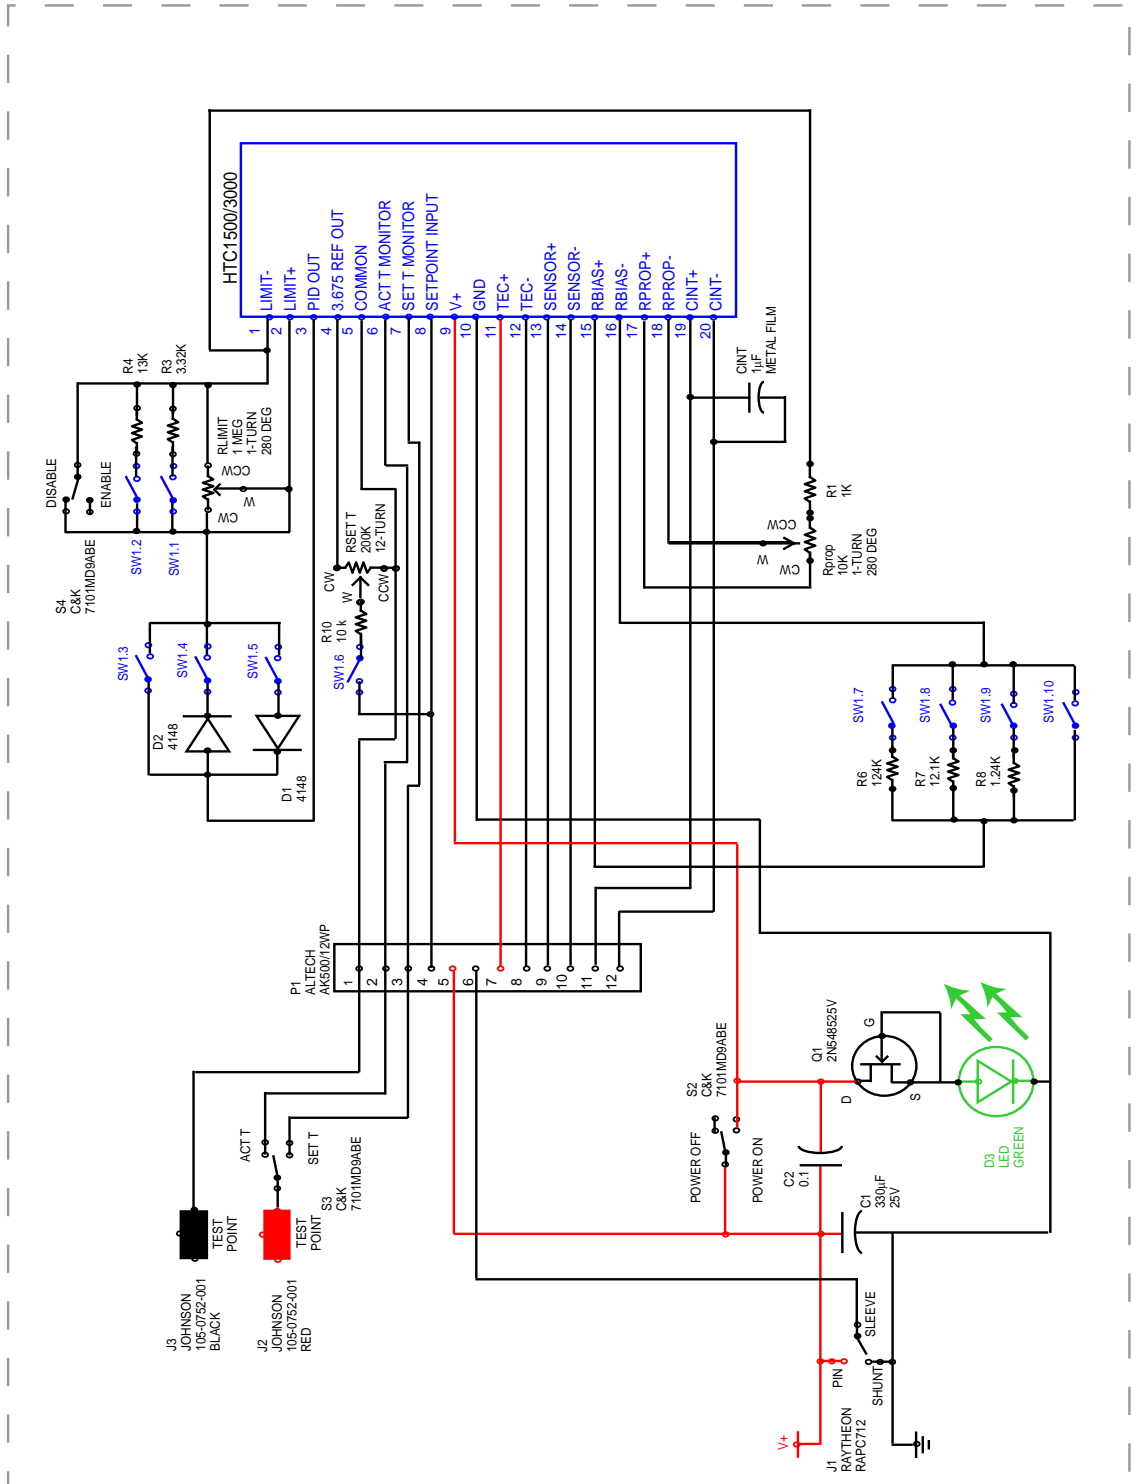 HTC1500/3000
LIMIT-
LIMIT+
PID OUT
3.675 REF OUT
COMMON
ACT T MONITOR
SET T MONITOR
SETPOINT INPUT
V+
GND
TEC+
TEC-
SENSOR+
SENSOR-
RBIAS+
RBIAS-
RPROP+
RPROP-
CINT+
CINT-
1
2
3
4
5
6
7
8
9
10
11
12
13
14
15
16
17
18
19
20
R4
13K
R3
3.32K
RLIMIT
1 MEG
1-TURN
280 DEG
CCW
W
CW
DISABLE
ENABLE
S4
C&K
7101MD9ABE
SW1.2
SW1.1
SW1.3
SW1.4
SW1.5
D2
4148
D1
4148
RSET T
200K
12-TURN
CW
W
CCW
R10
10 k
SW1.6
CINT
1µF
METAL FILM
R1
1K
CCW
W
CW
Rprop
10K
1-TURN
280 DEG
SW1.7
SW1.8
SW1.9
SW1.10
R6
124K
R7
12.1K
R8
1.24K
P1
ALTECH
AK500/12WP
1
2
3
4
5
6
7
8
9
10
11
12
Q1
2N548525V
D
G
S
D3
LED
GREEN
S2
C&K
7101MD9ABE
POWER OFF
POWER ON
C2
0.1
C1
330µF
25V
ACT T
SET T
S3
C&K
7101MD9ABE
TEST
POINT
TEST
POINT
J3
JOHNSON
105-0752-001
BLACK
J2
JOHNSON
105-0752-001
RED
SLEEVE
PIN
SHUNT
V+
J1
RAYTHEON
RAPC712